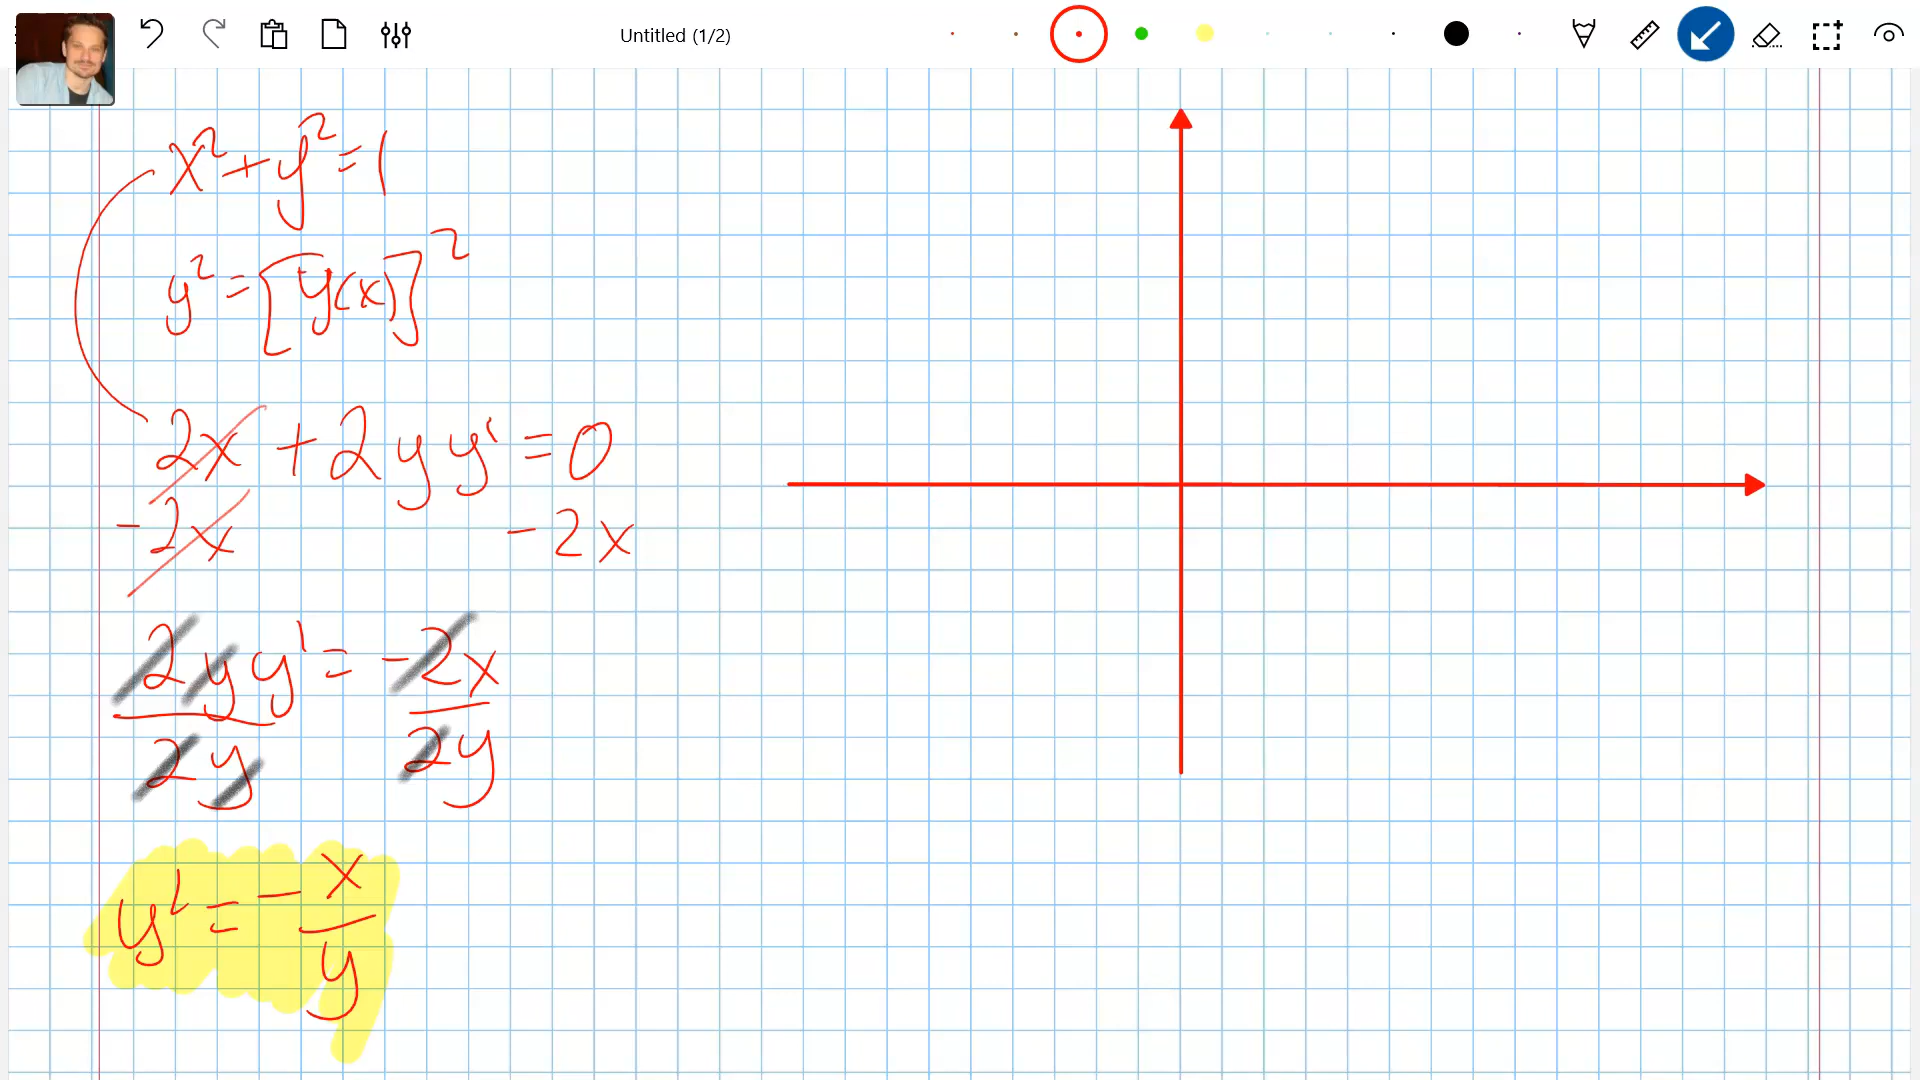 Untitled (1/2)
x² + y² = 1
y² = [y(x)]²
2x + 2yy' = 0
-2x -2x
2yy' = -2x
2y 2y
y' = - x/y